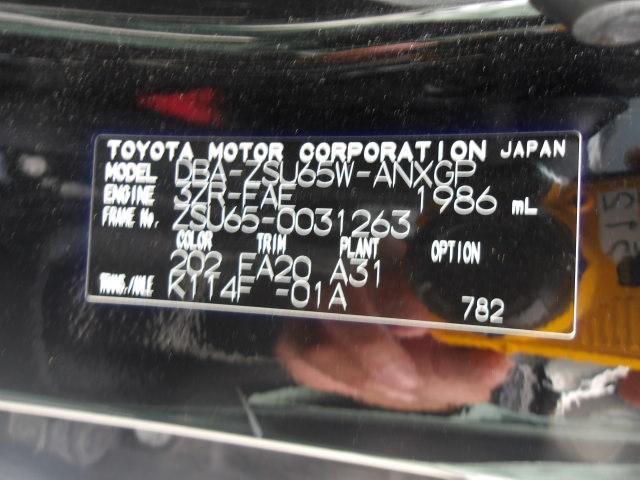 TOYOTA MOTOR CORPORATION JAPAN
MODEL DBA-ZSU65W-ANXGP
ENGINE 3ZR-FAE 1986 mL
FRAME No. ZSU65-0031263
COLOR TRIM PLANT OPTION
202 FA20 A31
TRANS./AXLE K114F -01A
782